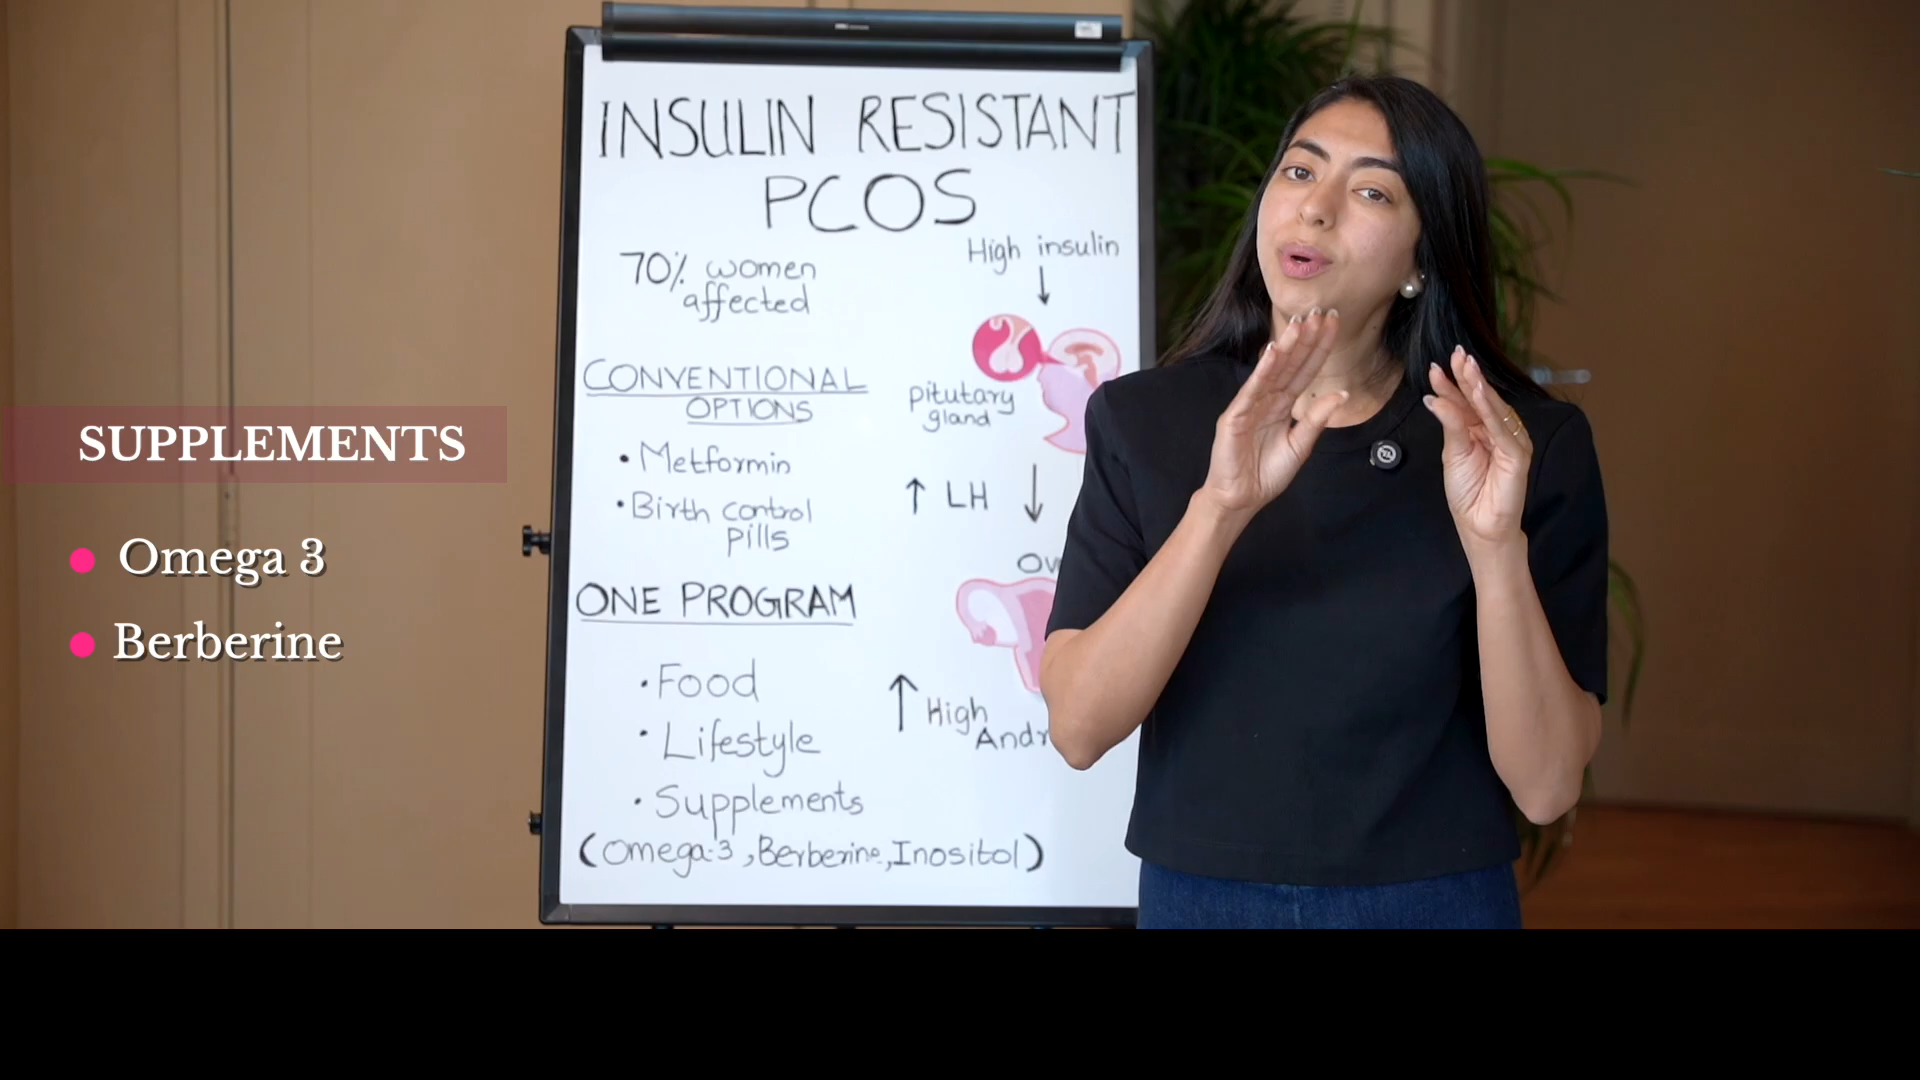 INSULIN RESISTANT
PCOS
70% women
affected
CONVENTIONAL
OPTIONS
• Metformin
• Birth control
pills
ONE PROGRAM
• Food
• Lifestyle
• Supplements
(Omega-3, Berberine, Inositol)
High insulin
pitutary
gland
↑ LH
↑ High
SUPPLEMENTS
Omega 3
Berberine